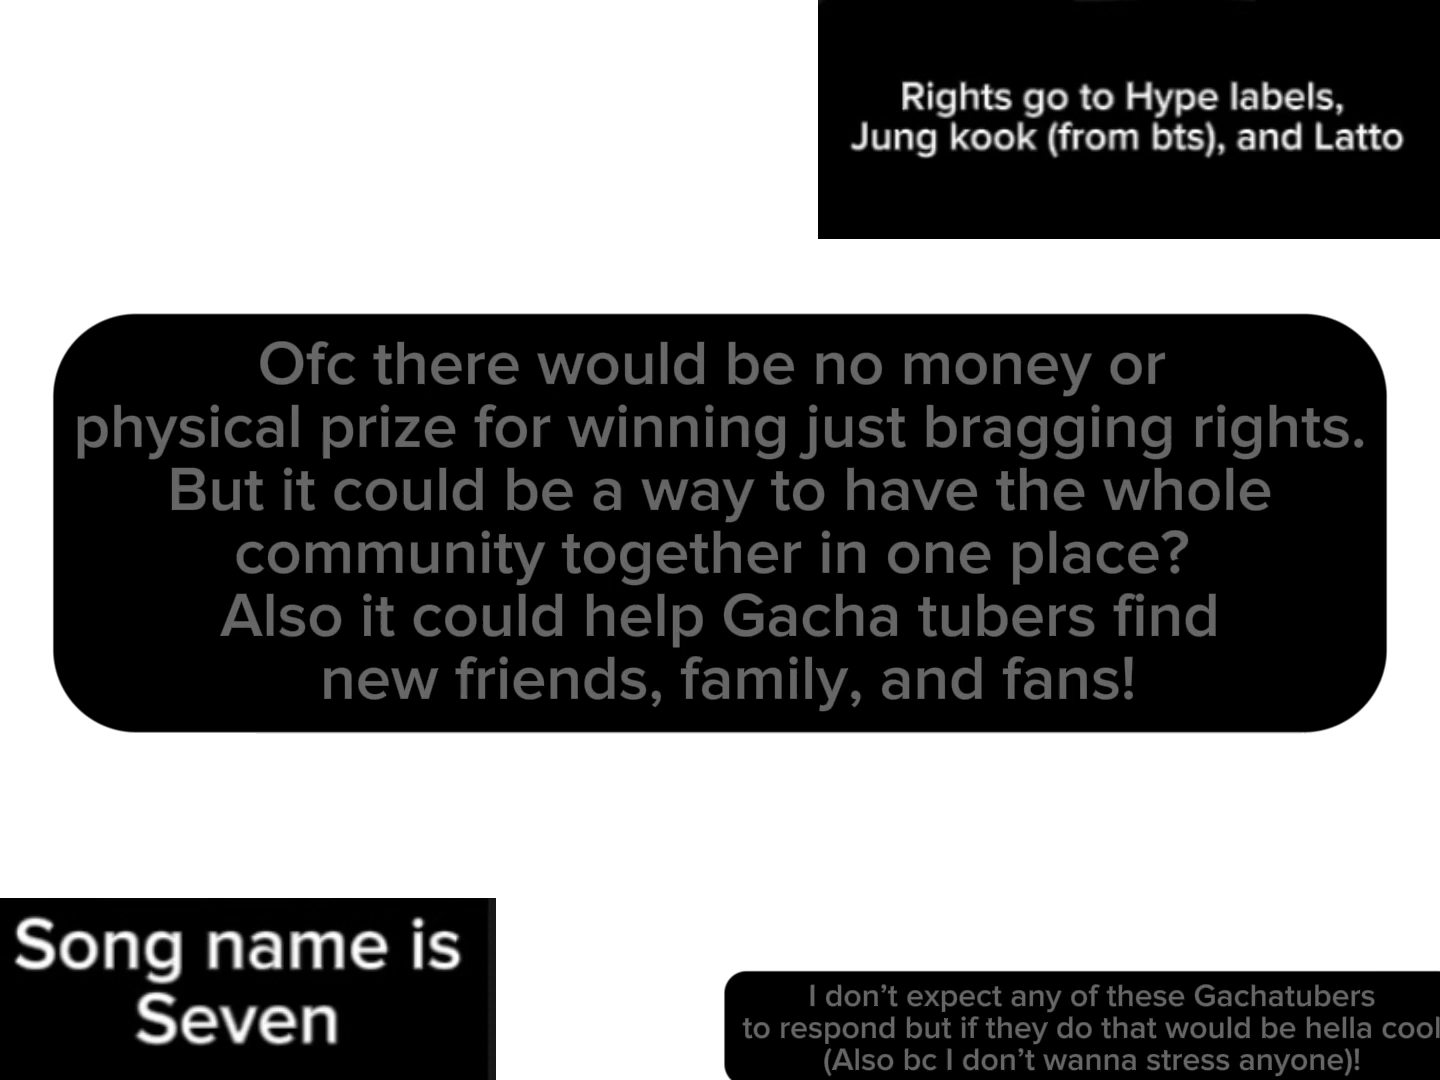 Rights go to Hype labels,
Jung kook (from bts), and Latto
Ofc there would be no money or
physical prize for winning just bragging rights.
But it could be a way to have the whole
community together in one place?
Also it could help Gacha tubers find
new friends, family, and fans!
Song name is
Seven
I don’t expect any of these Gachatubers
to respond but if they do that would be hella cool
(Also bc I don’t wanna stress anyone)!